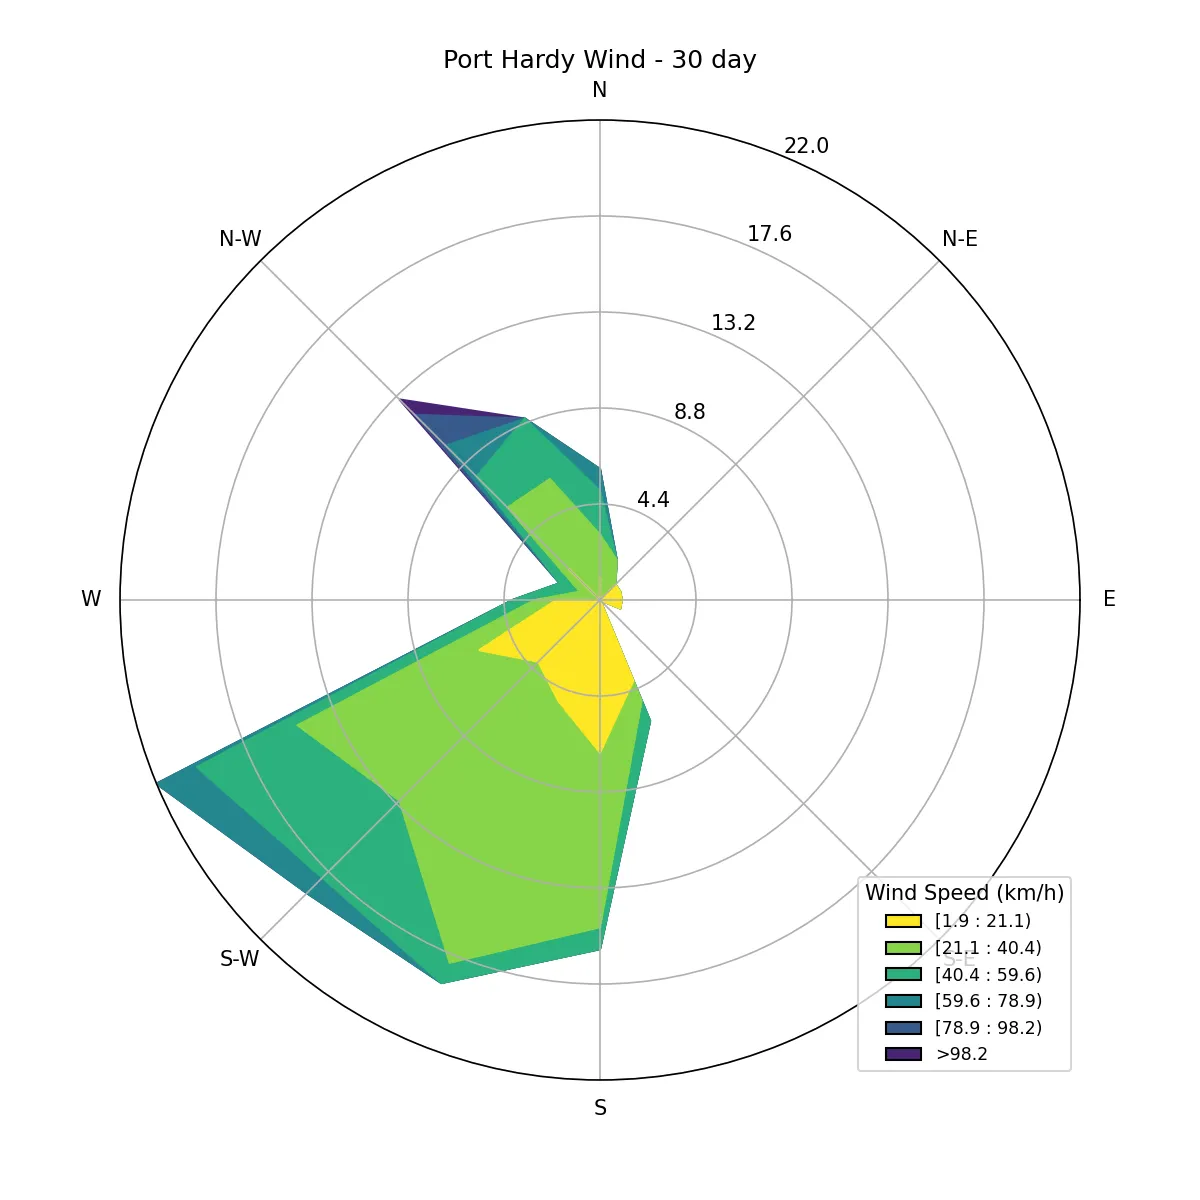 Port Hardy Wind - 30 day
N
22.0
N-W
N-E
17.6
13.2
8.8
4.4
W
E
S-W
S-E
S
Wind Speed (km/h)
[1.9 : 21.1)
[21.1 : 40.4)
[40.4 : 59.6)
[59.6 : 78.9)
[78.9 : 98.2)
>98.2